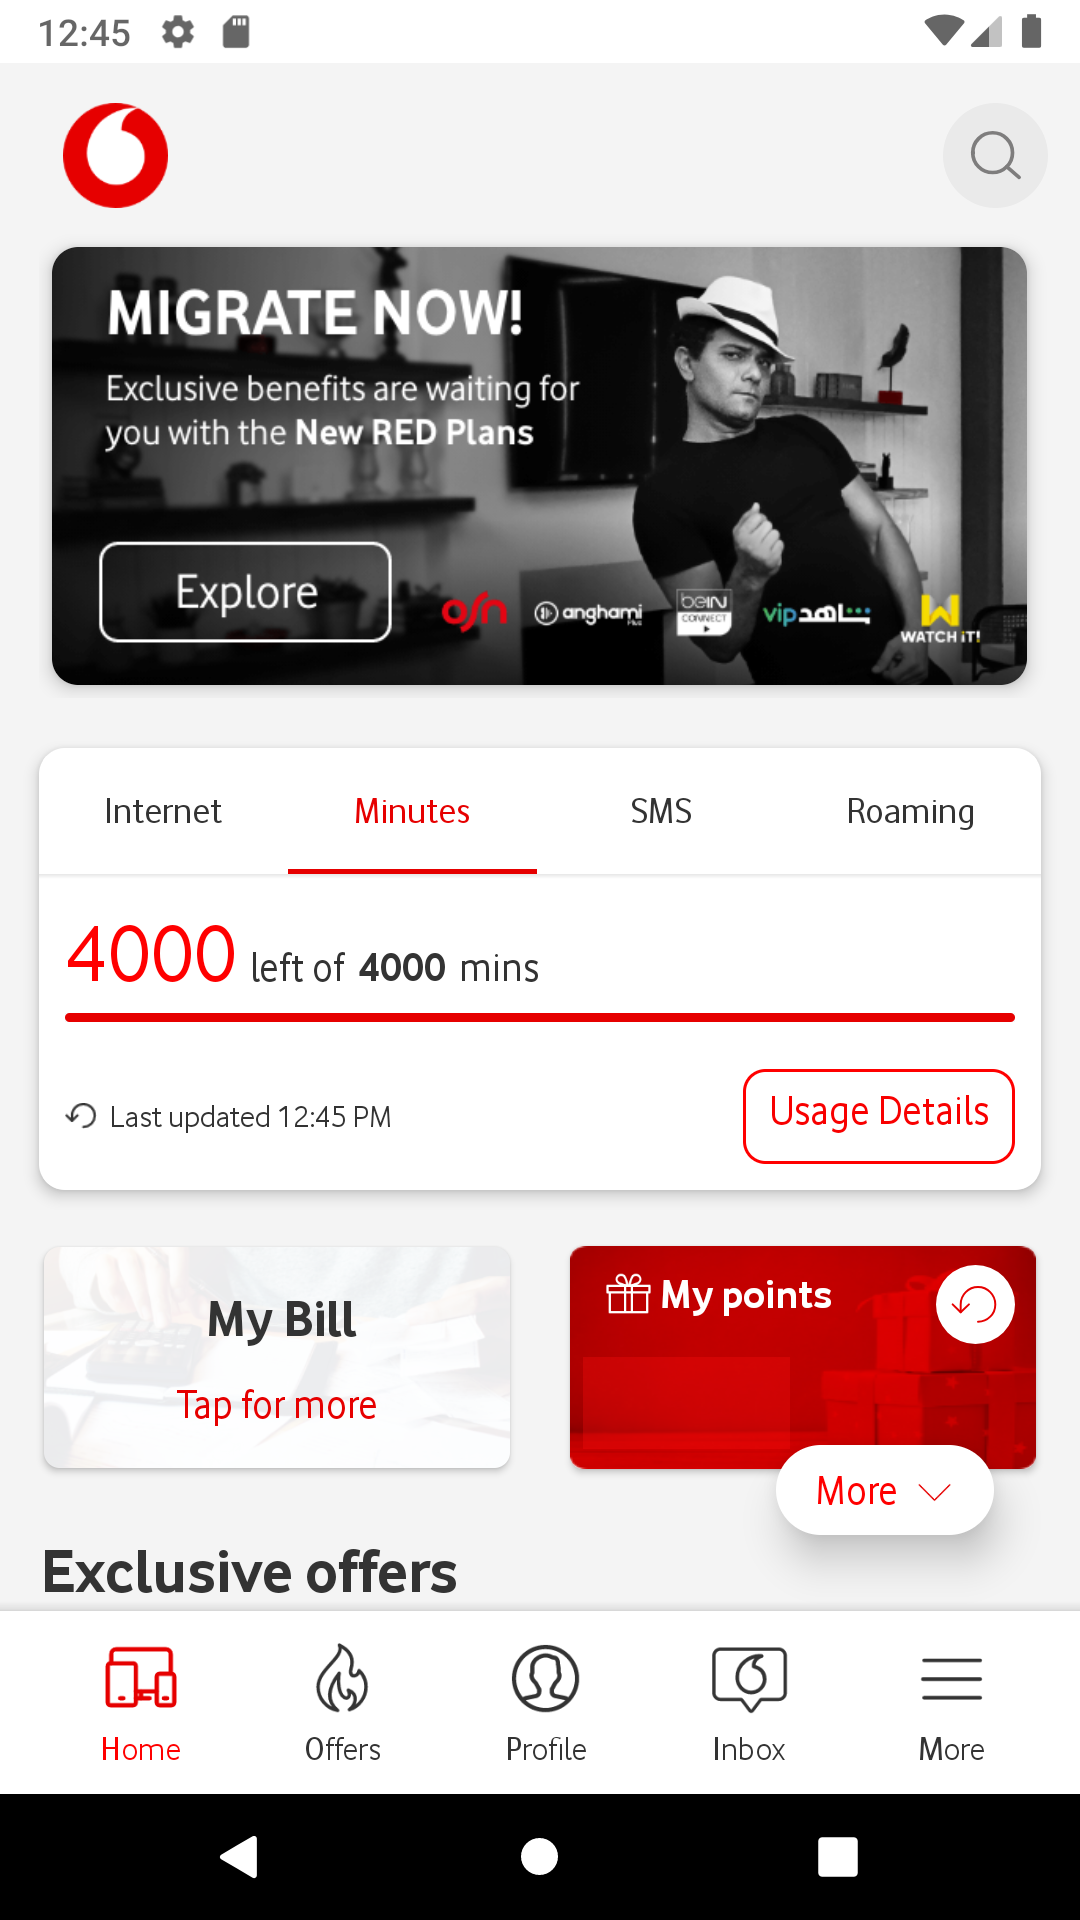 12:45
MIGRATE NOW!
Exclusive benefits are waiting for
you with the New RED Plans
Explore
osn
anghami
Plus
beIN
CONNECT
شاهد vip
WATCH iT!
Internet
Minutes
SMS
Roaming
4000 left of 4000 mins
Last updated 12:45 PM
Usage Details
My Bill
Tap for more
My points
More
Exclusive offers
Home
Offers
Profile
Inbox
More